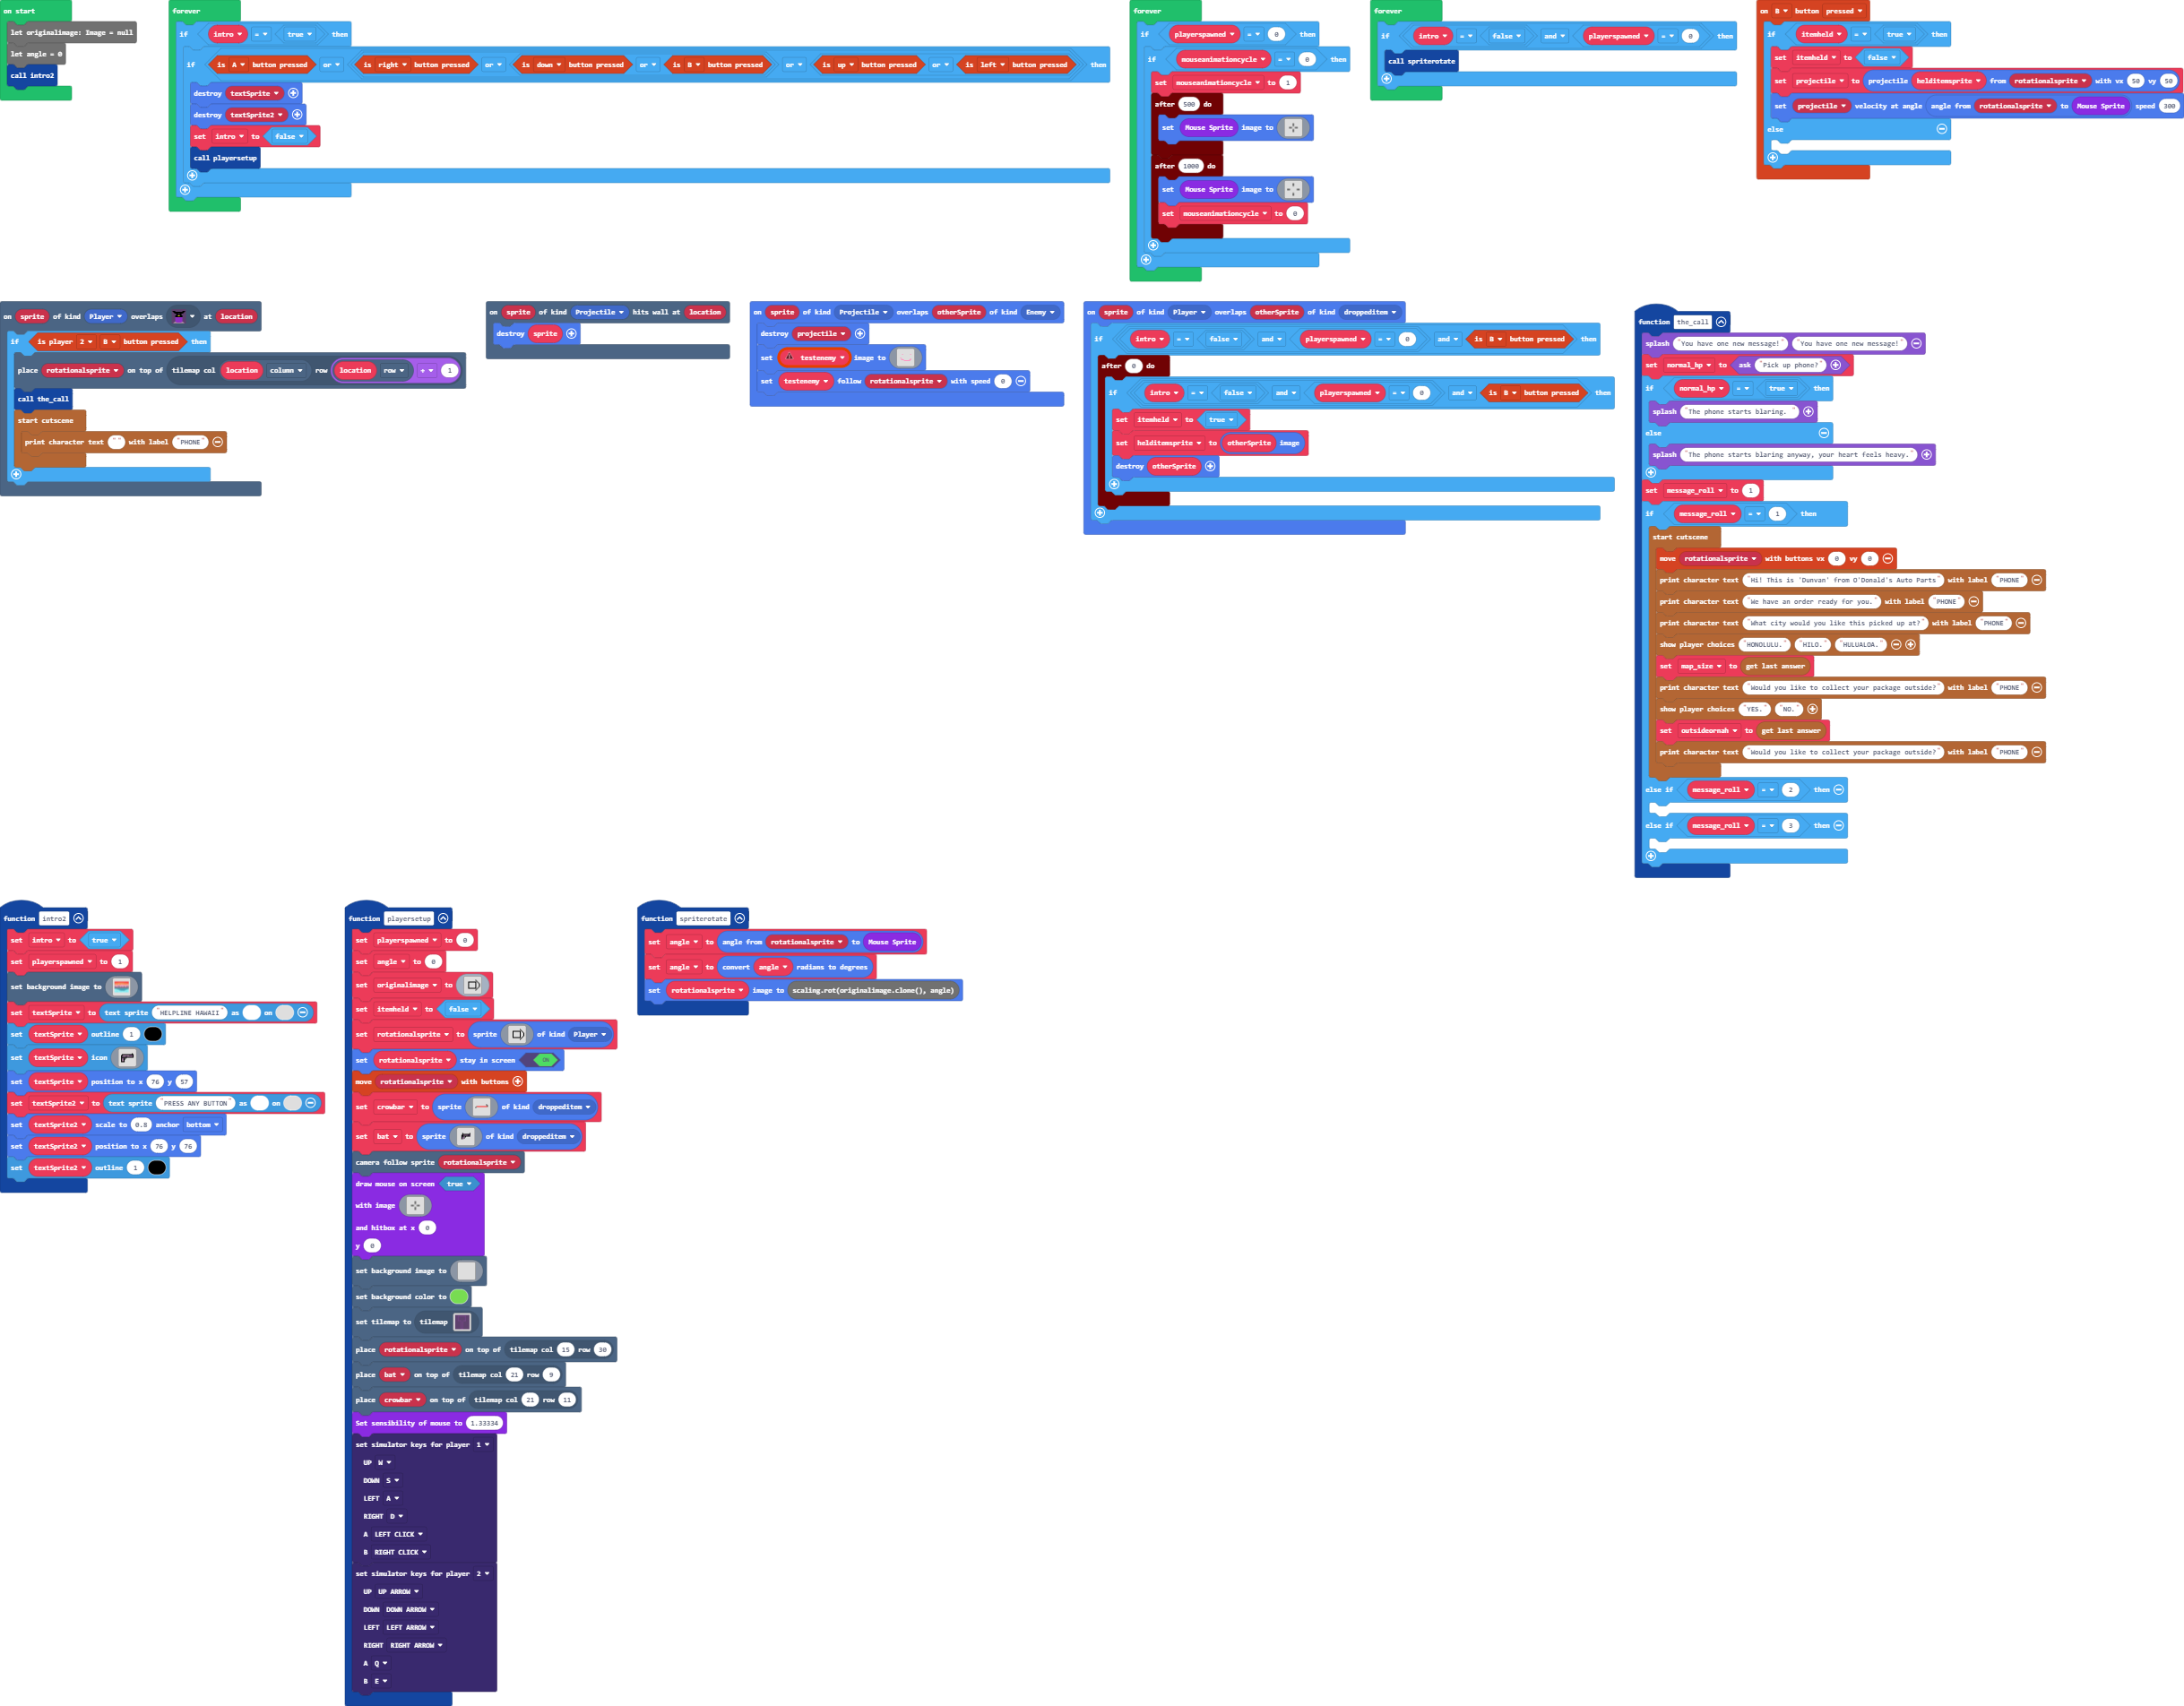 on start
let originalimage: Image = null
let angle = 0
call intro2
forever
if intro = true then
if is A button pressed or is right button pressed or is down button pressed or is B button pressed or is up button pressed or is left button pressed then
destroy textSprite
destroy textSprite2
set intro to false
call playersetup
forever
if playerspawned = 0 then
if mouseanimationcycle = 0 then
set mouseanimationcycle to 1
after 500 do
set Mouse Sprite image to
after 1000 do
set Mouse Sprite image to
set mouseanimationcycle to 0
forever
if intro = false and playerspawned = 0 then
call spriterotate
on B button pressed
if itemheld = true then
set itemheld to false
set projectile to projectile helditemsprite from rotationalsprite with vx 50 vy 50
set projectile velocity at angle angle from rotationalsprite to Mouse Sprite speed 300
else
on sprite of kind Player overlaps at location
if is player 2 B button pressed then
place rotationalsprite on top of tilemap col location column row location row + 1
call the_call
start cutscene
print character text " " with label "PHONE"
on sprite of kind Projectile hits wall at location
destroy sprite
on sprite of kind Projectile overlaps otherSprite of kind Enemy
destroy projectile
set testenemy image to
set testenemy follow rotationalsprite with speed 0
on sprite of kind Player overlaps otherSprite of kind droppeditem
if intro = false and playerspawned = 0 and is B button pressed then
after 0 do
if intro = false and playerspawned = 0 and is B button pressed then
set itemheld to true
set helditemsprite to otherSprite image
destroy otherSprite
function the_call
splash "You have one new message!" "You have one new message!"
set normal_hp to ask "Pick up phone?"
if normal_hp = true then
splash "The phone starts blaring. "
else
splash "The phone starts blaring anyway, your heart feels heavy."
set message_roll to 1
if message_roll = 1 then
start cutscene
move rotationalsprite with buttons vx 0 vy 0
print character text "Hi! This is 'Dunvan' from O'Donald's Auto Parts" with label "PHONE"
print character text "We have an order ready for you." with label "PHONE"
print character text "What city would you like this picked up at?" with label "PHONE"
show player choices "HONOLULU." "HILO." "HULUALOA."
set map_size to get last answer
print character text "Would you like to collect your package outside?" with label "PHONE"
show player choices "YES." "NO."
set outsideornah to get last answer
print character text "Would you like to collect your package outside?" with label "PHONE"
else if message_roll = 2 then
else if message_roll = 3 then
function intro2
set intro to true
set playerspawned to 1
set background image to
set textSprite to text sprite "HELPLINE HAWAII" as on
set textSprite outline 1
set textSprite icon
set textSprite position to x 76 y 57
set textSprite2 to text sprite "PRESS ANY BUTTON" as on
set textSprite2 scale to 0.8 anchor bottom
set textSprite2 position to x 76 y 76
set textSprite2 outline 1
function playersetup
set playerspawned to 0
set angle to 0
set originalimage to
set itemheld to false
set rotationalsprite to sprite of kind Player
set rotationalsprite stay in screen ON
move rotationalsprite with buttons
set crowbar to sprite of kind droppeditem
set bat to sprite of kind droppeditem
camera follow sprite rotationalsprite
draw mouse on screen true
with image
and hitbox at x 0
y 0
set background image to
set background color to
set tilemap to tilemap
place rotationalsprite on top of tilemap col 15 row 30
place bat on top of tilemap col 21 row 9
place crowbar on top of tilemap col 21 row 11
Set sensibility of mouse to 1.33334
set simulator keys for player 1
UP W
DOWN S
LEFT A
RIGHT D
A LEFT CLICK
B RIGHT CLICK
set simulator keys for player 2
UP UP ARROW
DOWN DOWN ARROW
LEFT LEFT ARROW
RIGHT RIGHT ARROW
A Q
B E
function spriterotate
set angle to angle from rotationalsprite to Mouse Sprite
set angle to convert angle radians to degrees
set rotationalsprite image to scaling.rot(originalimage.clone(), angle)